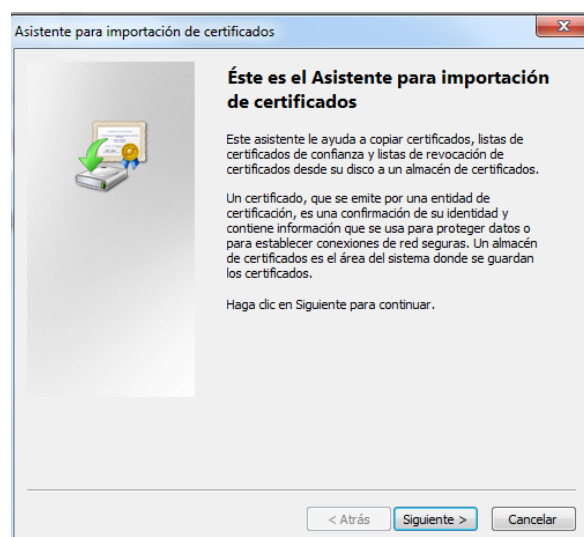 Asistente para importación de certificados
Éste es el Asistente para importación
de certificados
Este asistente le ayuda a copiar certificados, listas de
certificados de confianza y listas de revocación de
certificados desde su disco a un almacén de certificados.
Un certificado, que se emite por una entidad de
certificación, es una confirmación de su identidad y
contiene información que se usa para proteger datos o
para establecer conexiones de red seguras. Un almacén
de certificados es el área del sistema donde se guardan
los certificados.
Haga clic en Siguiente para continuar.
< Atrás Siguiente > Cancelar